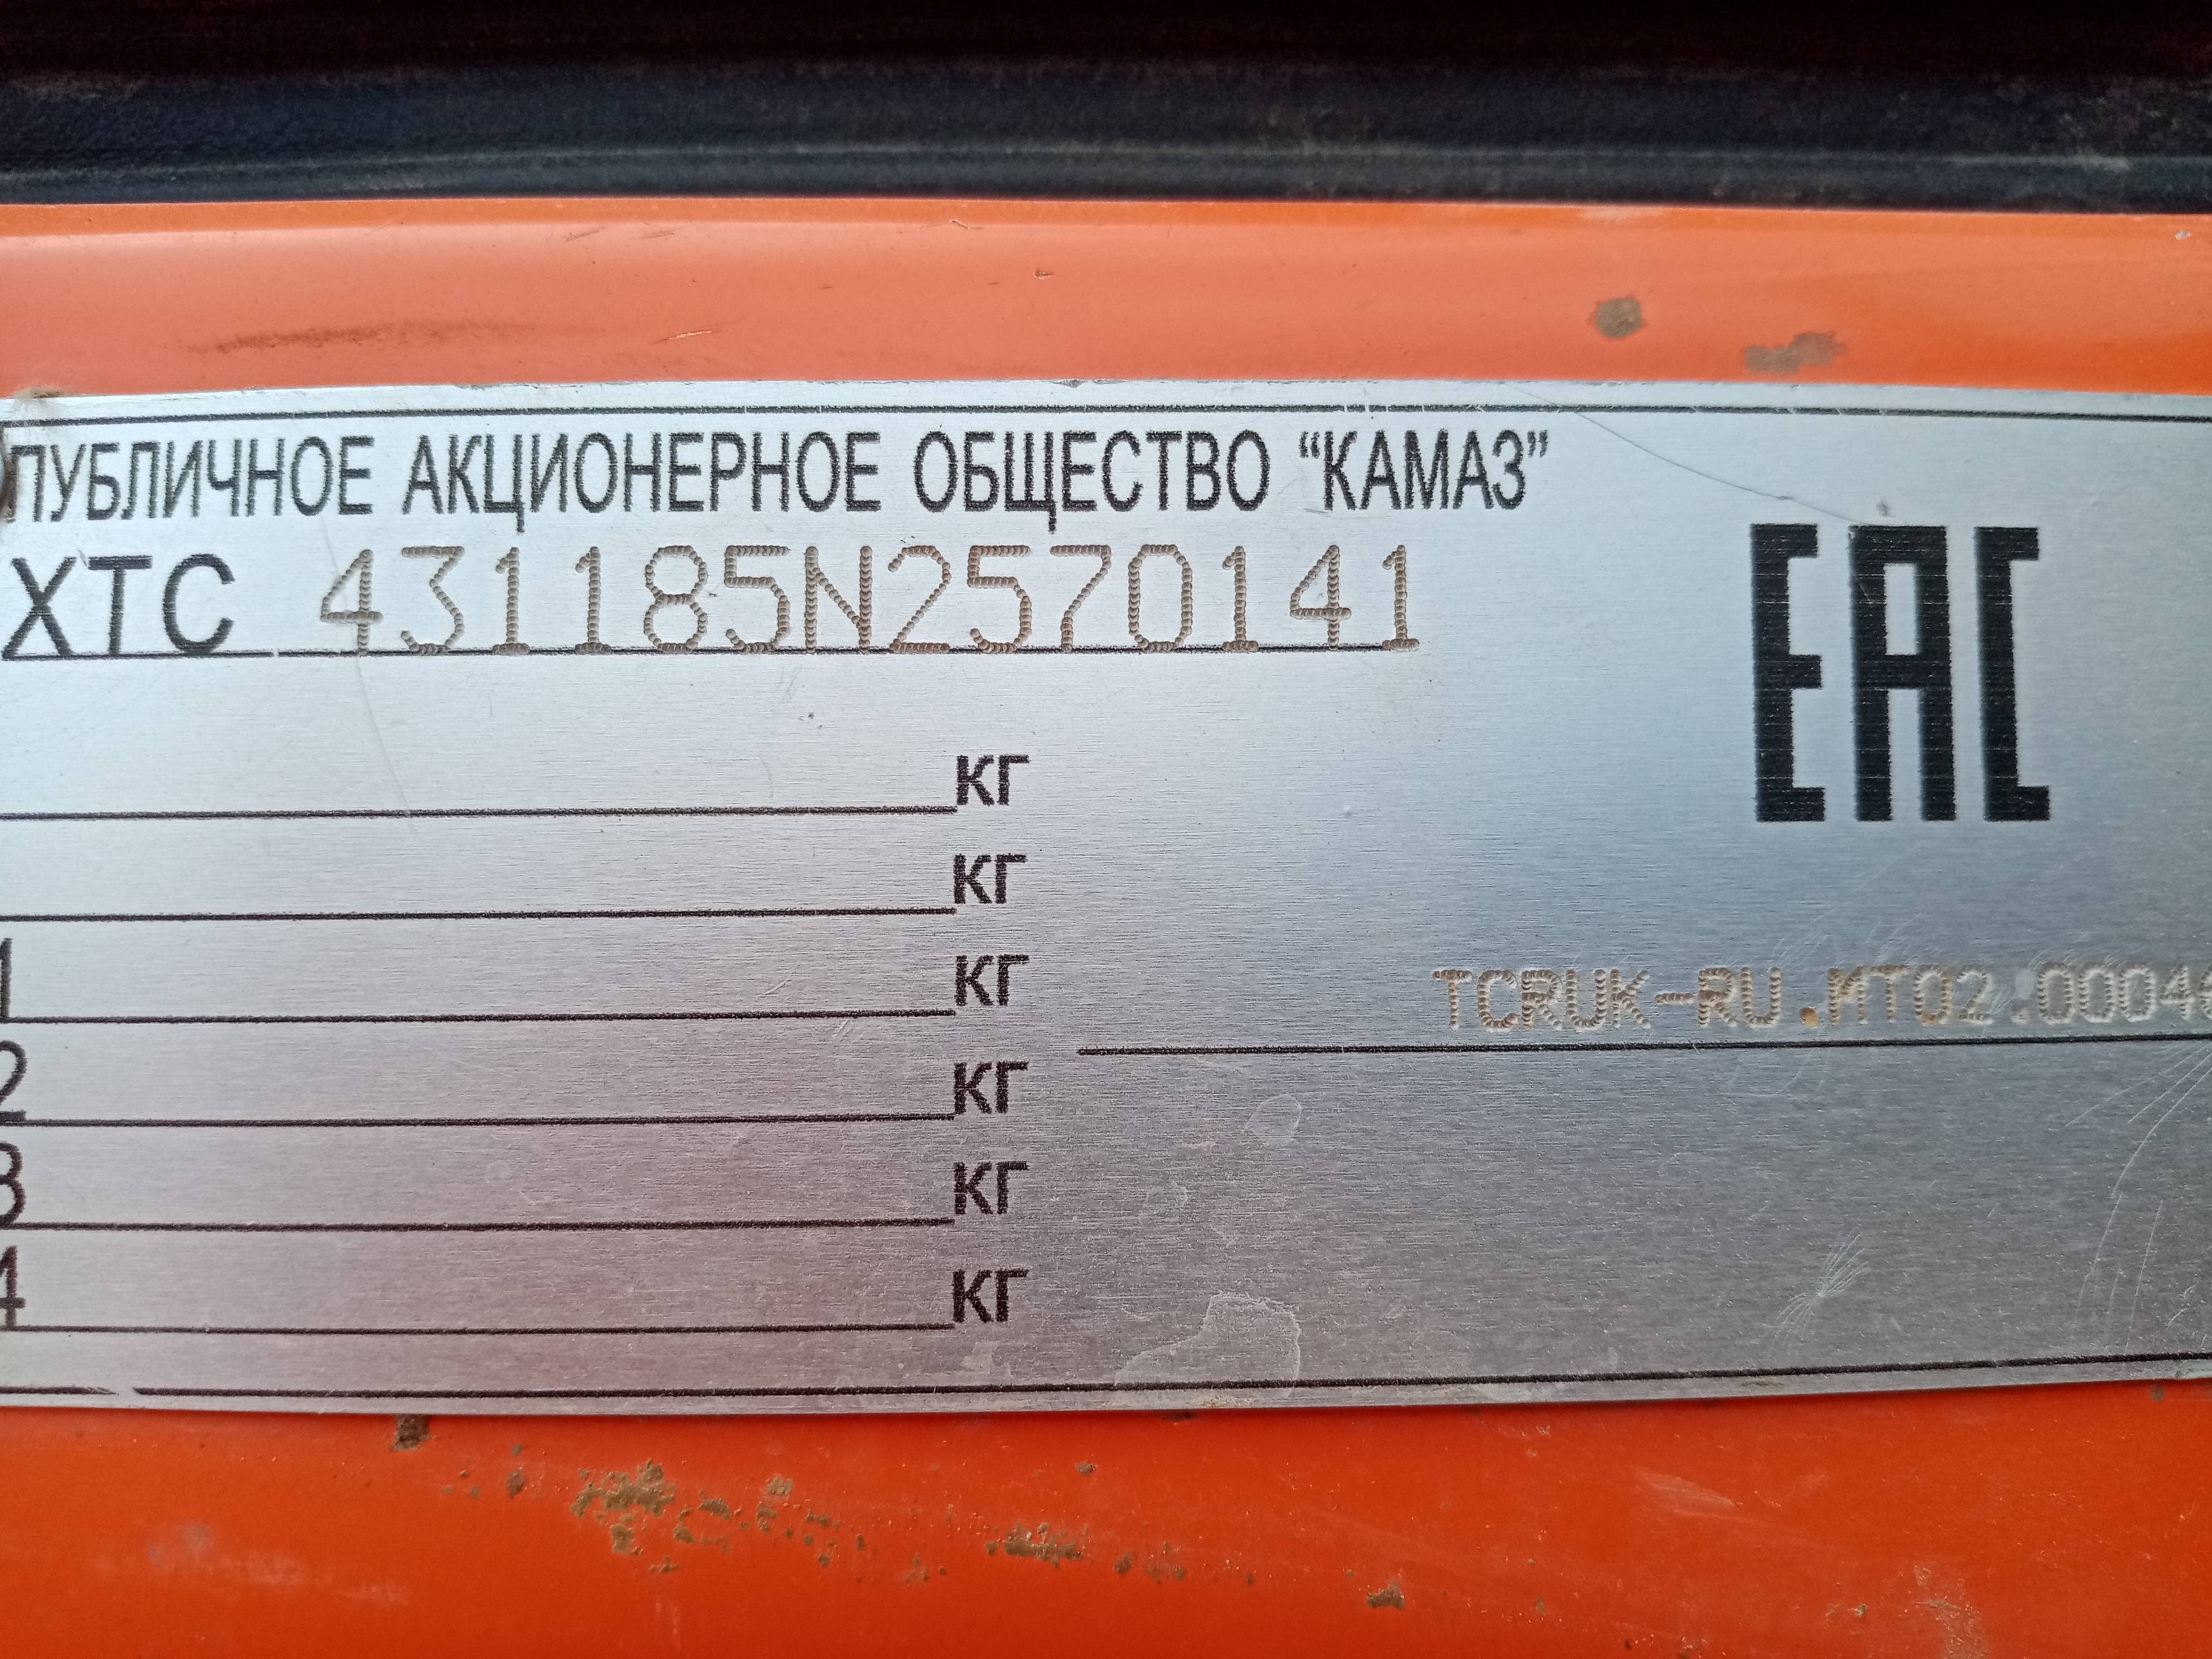 ПУБЛИЧНОЕ АКЦИОНЕРНОЕ ОБЩЕСТВО “КАМАЗ”
XTC 431185N2570141
EAC
КГ
КГ
1 КГ
TCRUK-RU.MT02.0004
2 КГ
3 КГ
4 КГ